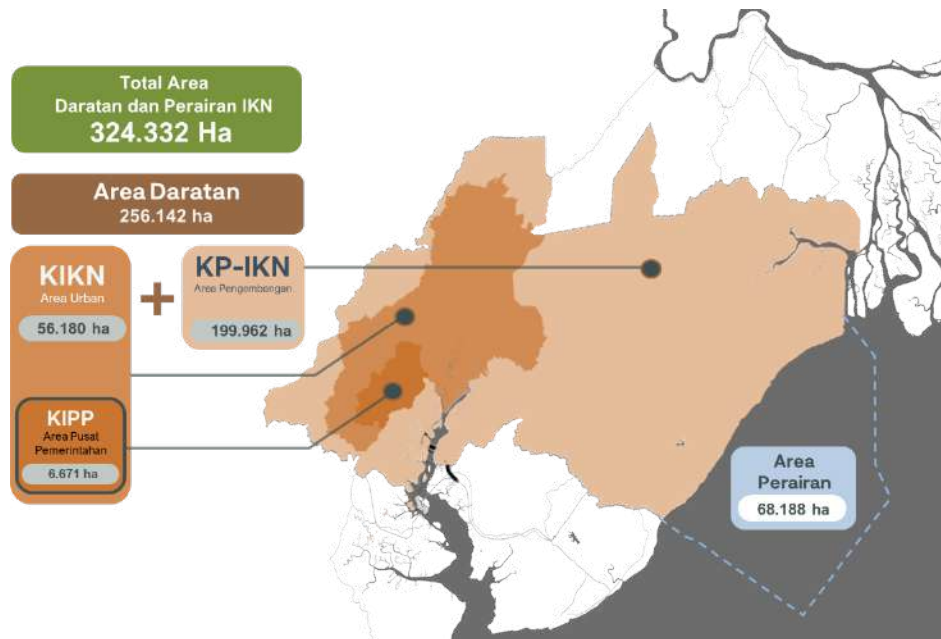 Total Area
Daratan dan Perairan IKN
324.332 Ha
Area Daratan
256.142 ha
KIKN
Area Urban
56.180 ha
+
KP-IKN
Area Pengembangan
199.962 ha
KIPP
Area Pusat
Pemerintahan
6.671 ha
Area
Perairan
68.188 ha